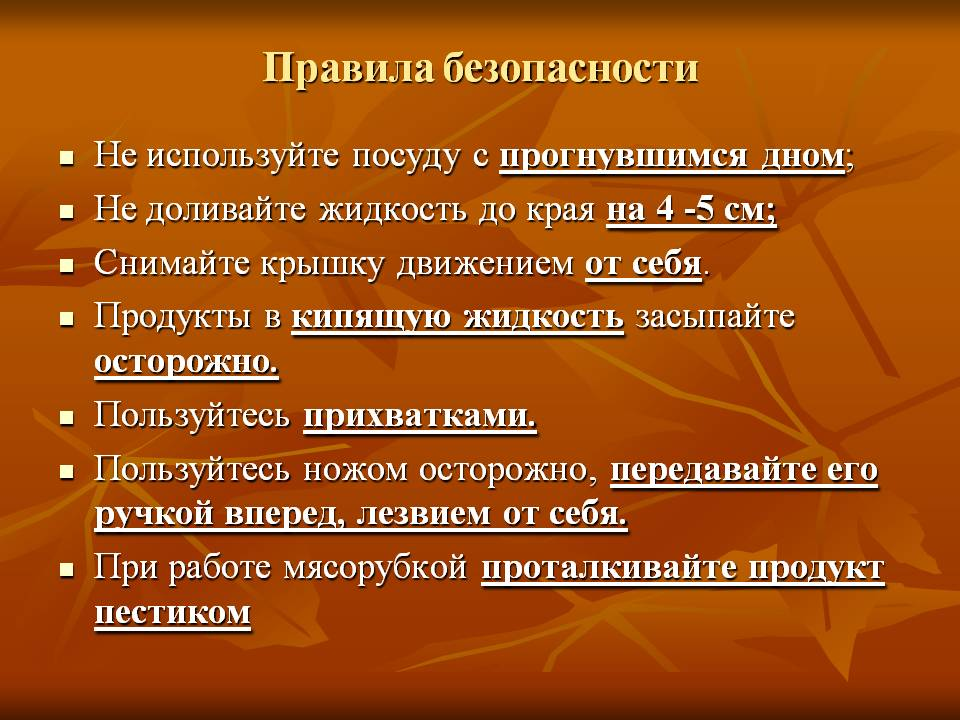 Правила безопасности
Не используйте посуду с прогнувшимся дном;
Не доливайте жидкость до края на 4 -5 см;
Снимайте крышку движением от себя.
Продукты в кипящую жидкость засыпайте
осторожно.
Пользуйтесь прихватками.
Пользуйтесь ножом осторожно, передавайте его
ручкой вперед, лезвием от себя.
При работе мясорубкой проталкивайте продукт
пестиком